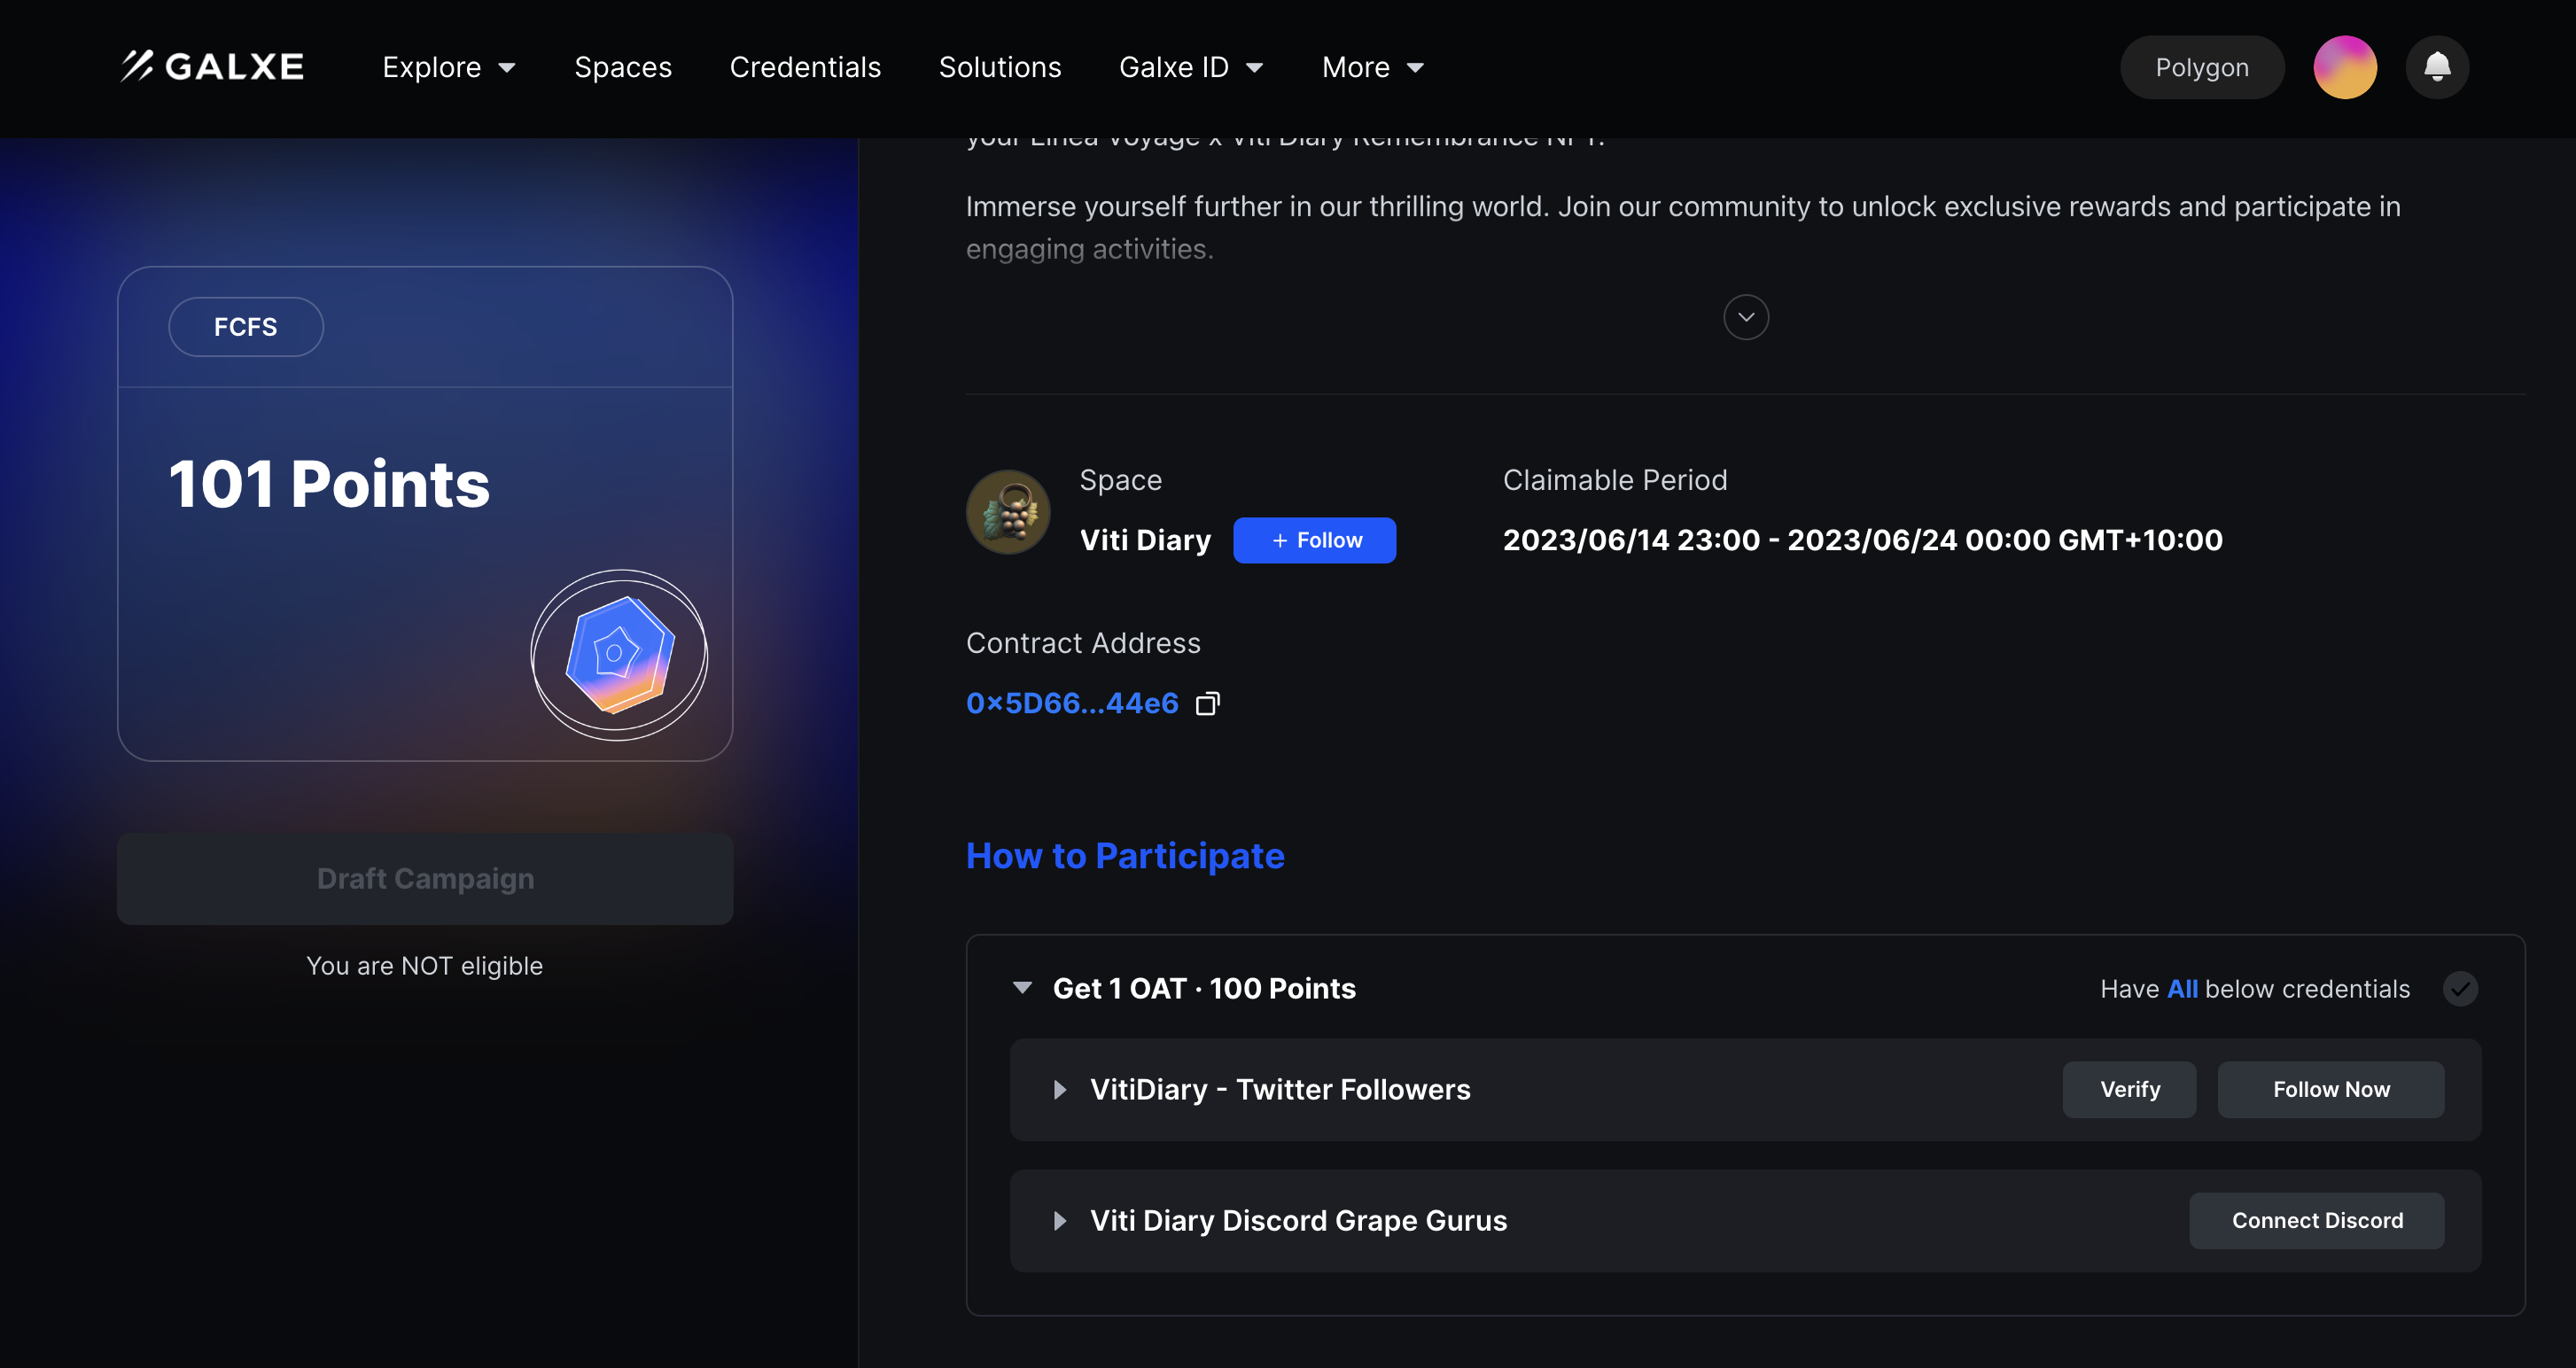 GALXE
Explore
Spaces
Credentials
Solutions
Galxe ID
More
Polygon
FCFS
101 Points
Draft Campaign
You are NOT eligible
your Linea Voyage x Viti Diary Remembrance NFT.
Immerse yourself further in our thrilling world. Join our community to unlock exclusive rewards and participate in
engaging activities.
Space
Viti Diary
+ Follow
Claimable Period
2023/06/14 23:00 - 2023/06/24 00:00 GMT+10:00
Contract Address
0x5D66...44e6
How to Participate
Get 1 OAT · 100 Points
Have All below credentials
VitiDiary - Twitter Followers
Verify
Follow Now
Viti Diary Discord Grape Gurus
Connect Discord